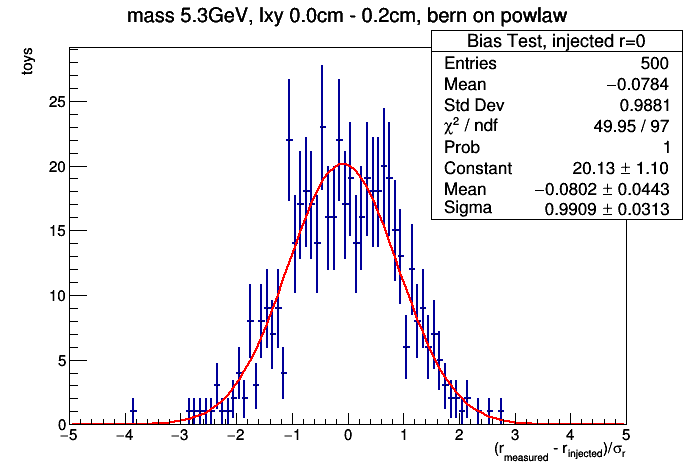 mass 5.3GeV, lxy 0.0cm - 0.2cm, bern on powlaw
Bias Test, injected r=0
Entries 500
Mean −0.0784
Std Dev 0.9881
χ² / ndf 49.95 / 97
Prob 1
Constant 20.13 ± 1.10
Mean −0.0802 ± 0.0443
Sigma 0.9909 ± 0.0313
toys
25
20
15
10
5
0
−5 −4 −3 −2 −1 0 1 2 3 4 5
(r_measured - r_injected)/σ_r